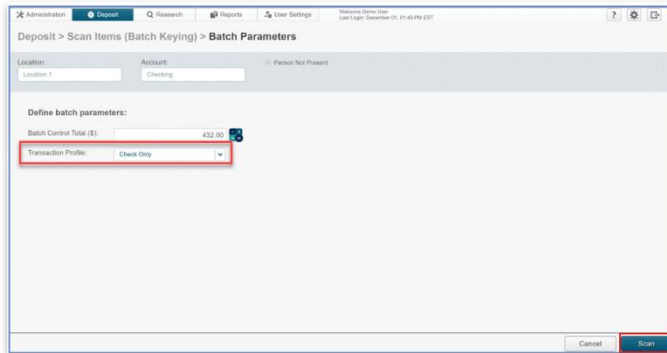 Administration Deposit Research Reports User Settings Welcome Demo User
Last Login: December 01, 01:49 PM EST
?
Deposit > Scan Items (Batch Keying) > Batch Parameters
Location: Account: Person Not Present
Location 1 Checking
Define batch parameters:
Batch Control Total ($): 432.00
Transaction Profile: Check Only
Cancel Scan